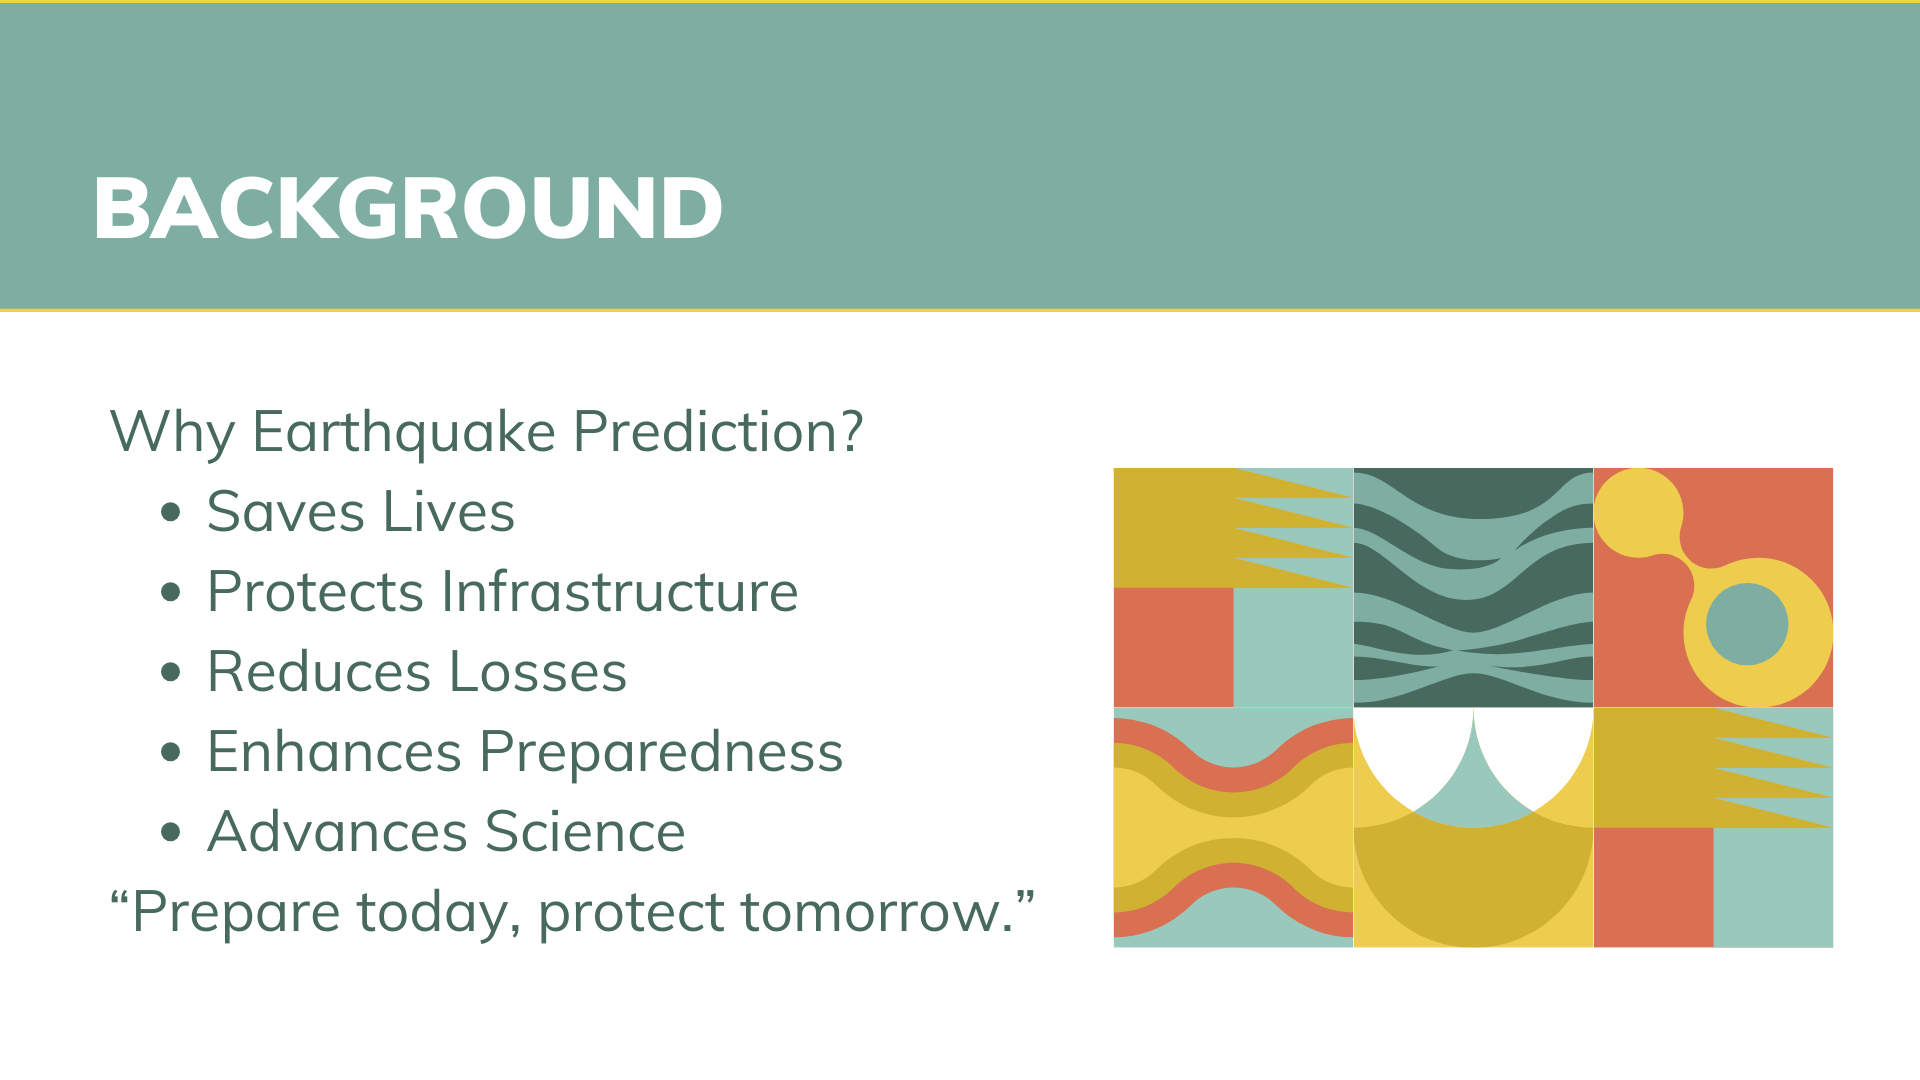 BACKGROUND
Why Earthquake Prediction?
• Saves Lives
• Protects Infrastructure
• Reduces Losses
• Enhances Preparedness
• Advances Science
“Prepare today, protect tomorrow.”